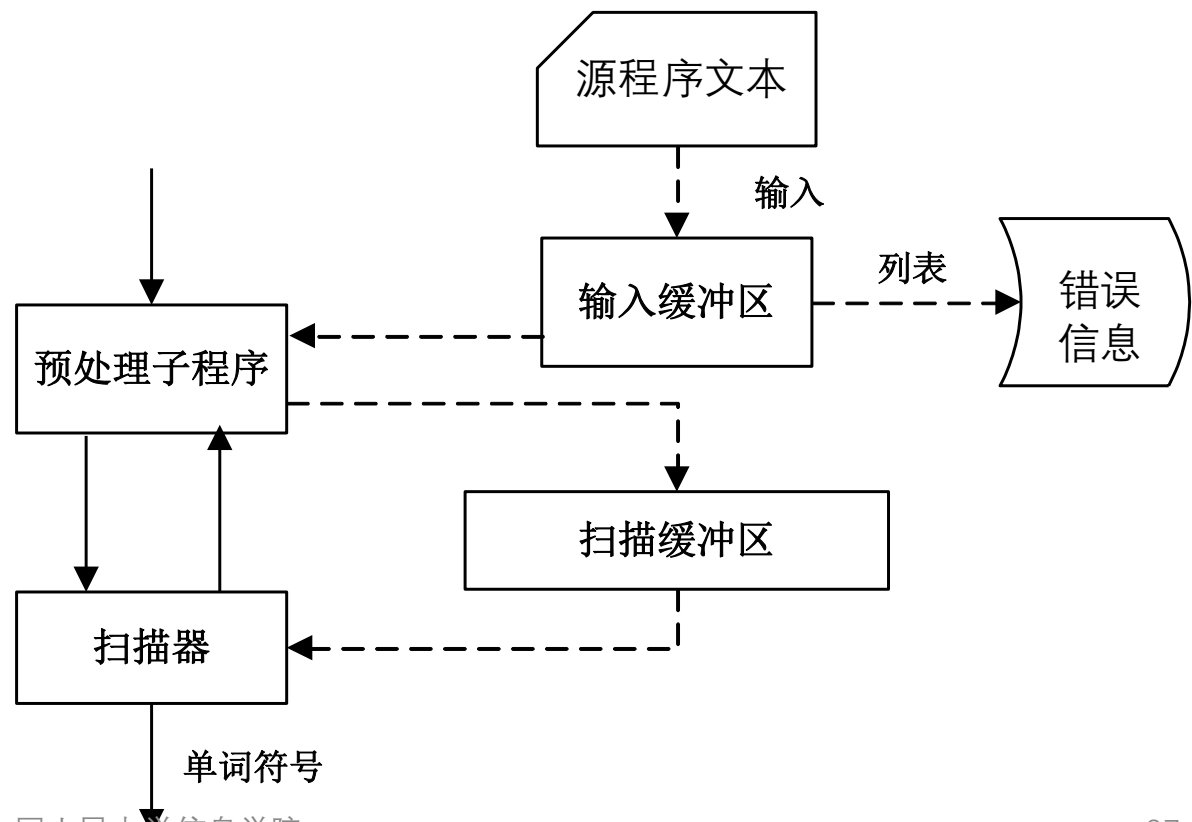 源程序文本
输入
列表
错误
信息
输入缓冲区
预处理子程序
扫描缓冲区
扫描器
单词符号